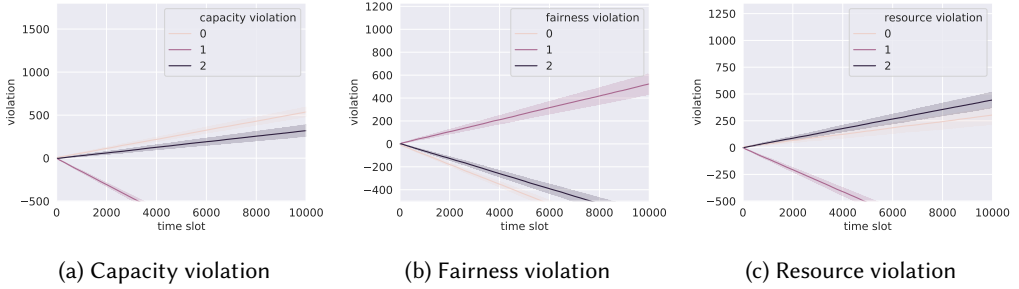 capacity violation
0
1
2
1500
1000
500
0
−500
violation
0 2000 4000 6000 8000 10000
time slot
(a) Capacity violation
fairness violation
0
1
2
1200
1000
800
600
400
200
0
−200
−400
violation
0 2000 4000 6000 8000 10000
time slot
(b) Fairness violation
resource violation
0
1
2
1250
1000
750
500
250
0
−250
−500
violation
0 2000 4000 6000 8000 10000
time slot
(c) Resource violation